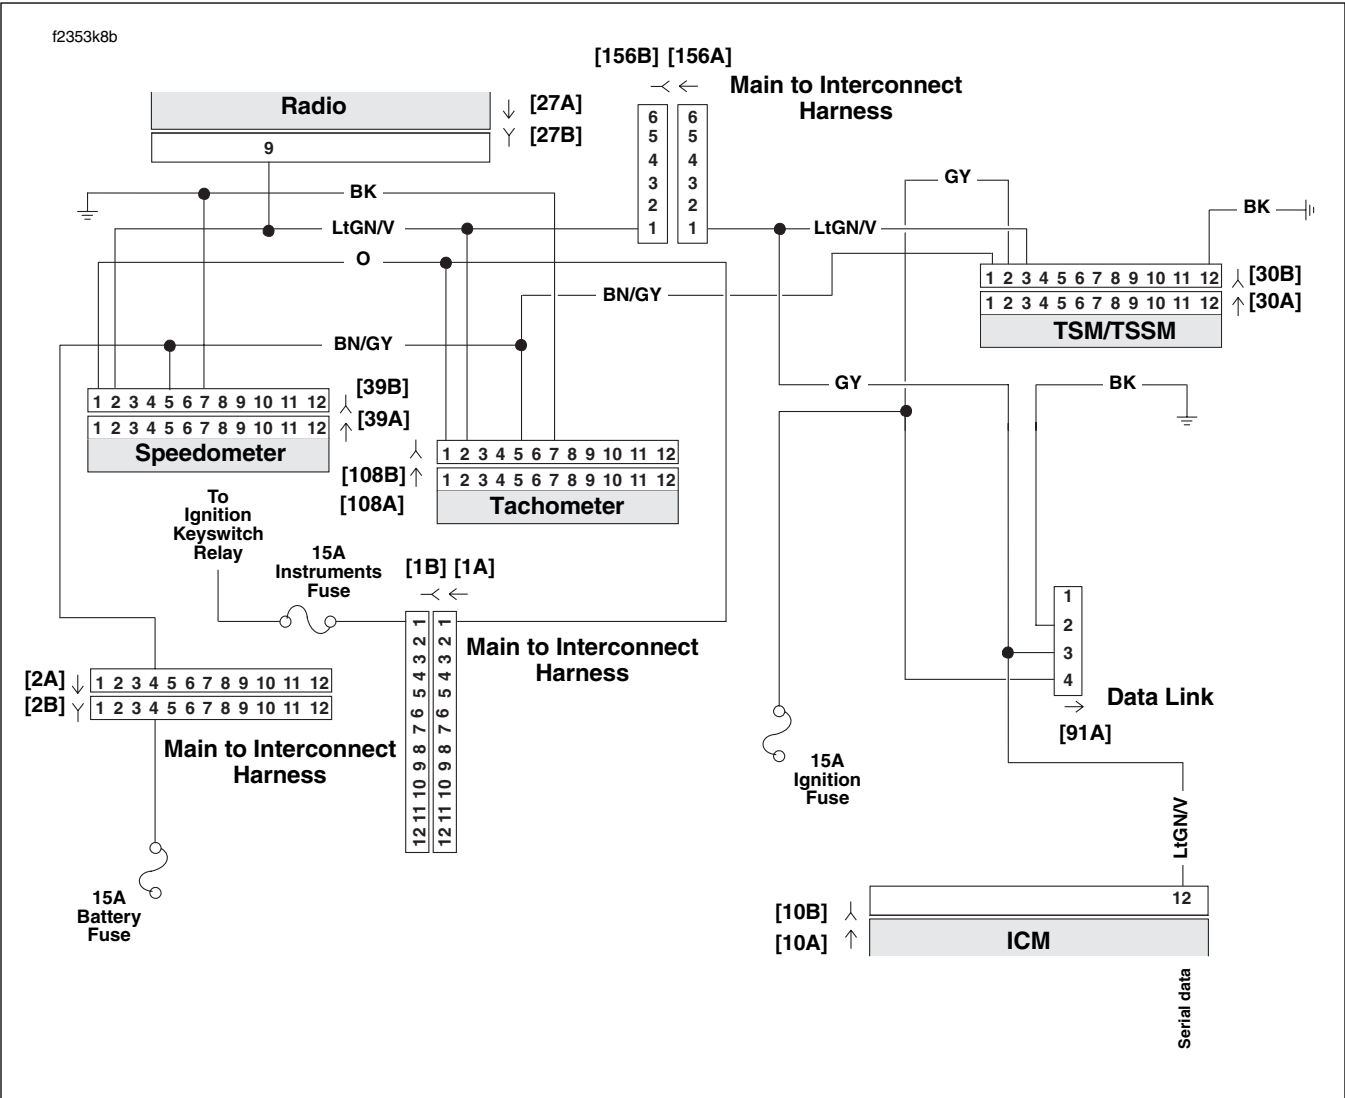 f2353k8b
[156B] [156A]
Main to Interconnect
Harness
Radio
[27A]
[27B]
9
6 6
5 5
4 4
3 3
2 2
1 1
BK
LtGN/V
O
BN/GY
BN/GY
GY
LtGN/V
BK
1 2 3 4 5 6 7 8 9 10 11 12
[30B]
1 2 3 4 5 6 7 8 9 10 11 12
[30A]
TSM/TSSM
GY
BK
[39B]
1 2 3 4 5 6 7 8 9 10 11 12
[39A]
1 2 3 4 5 6 7 8 9 10 11 12
Speedometer
1 2 3 4 5 6 7 8 9 10 11 12
[108B]
1 2 3 4 5 6 7 8 9 10 11 12
[108A]
Tachometer
To
Ignition
Keyswitch
Relay
15A
Instruments
Fuse
[1B] [1A]
1 2 3 4 5 6 7 8 9 10 11 12
1 2 3 4 5 6 7 8 9 10 11 12
Main to Interconnect
Harness
[2A]
1 2 3 4 5 6 7 8 9 10 11 12
[2B]
1 2 3 4 5 6 7 8 9 10 11 12
Main to Interconnect
Harness
15A
Battery
Fuse
1
2
3
4
Data Link
[91A]
15A
Ignition
Fuse
LtGN/V
12
[10B]
[10A]
ICM
Serial data